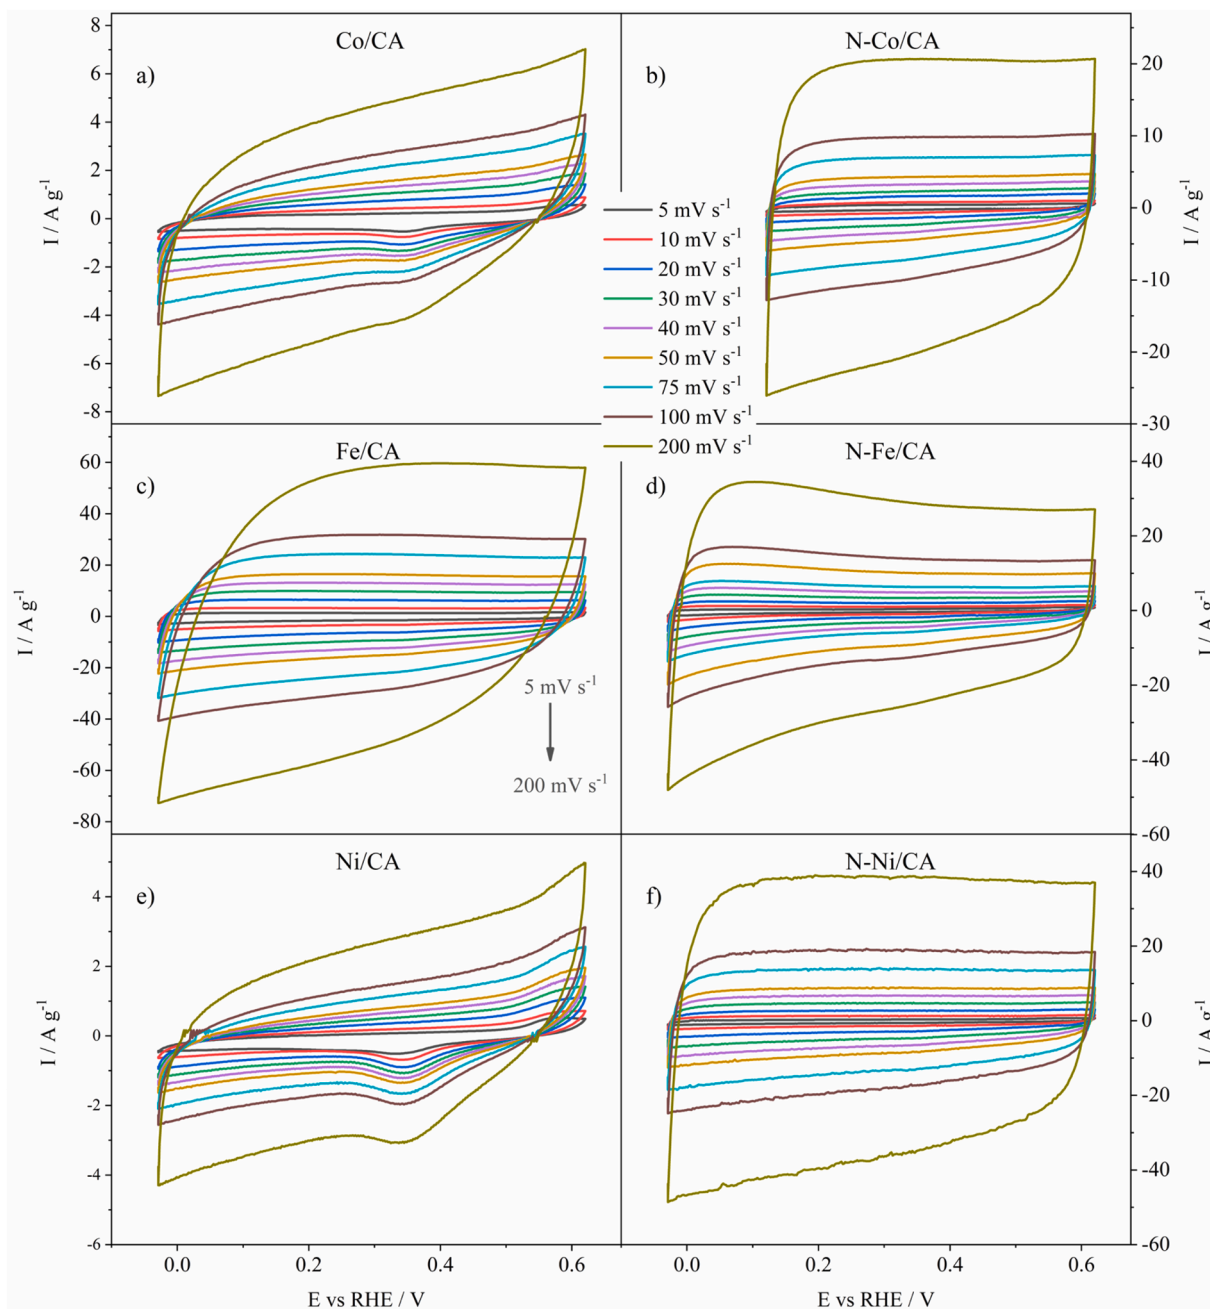 Co/CA
N-Co/CA
a)
b)
8
6
4
2
0
-2
-4
-6
-8
I / A g-1
20
10
0
-10
-20
-30
I / A g-1
5 mV s-1
10 mV s-1
20 mV s-1
30 mV s-1
40 mV s-1
50 mV s-1
75 mV s-1
100 mV s-1
200 mV s-1
Fe/CA
N-Fe/CA
c)
d)
60
40
20
0
-20
-40
-60
-80
I / A g-1
5 mV s-1
200 mV s-1
40
20
0
-20
-40
-60
I / A g-1
Ni/CA
N-Ni/CA
e)
f)
4
2
0
-2
-4
-6
I / A g-1
40
20
0
-20
-40
-60
I / A g-1
0.0 0.2 0.4 0.6
0.0 0.2 0.4 0.6
E vs RHE / V
E vs RHE / V